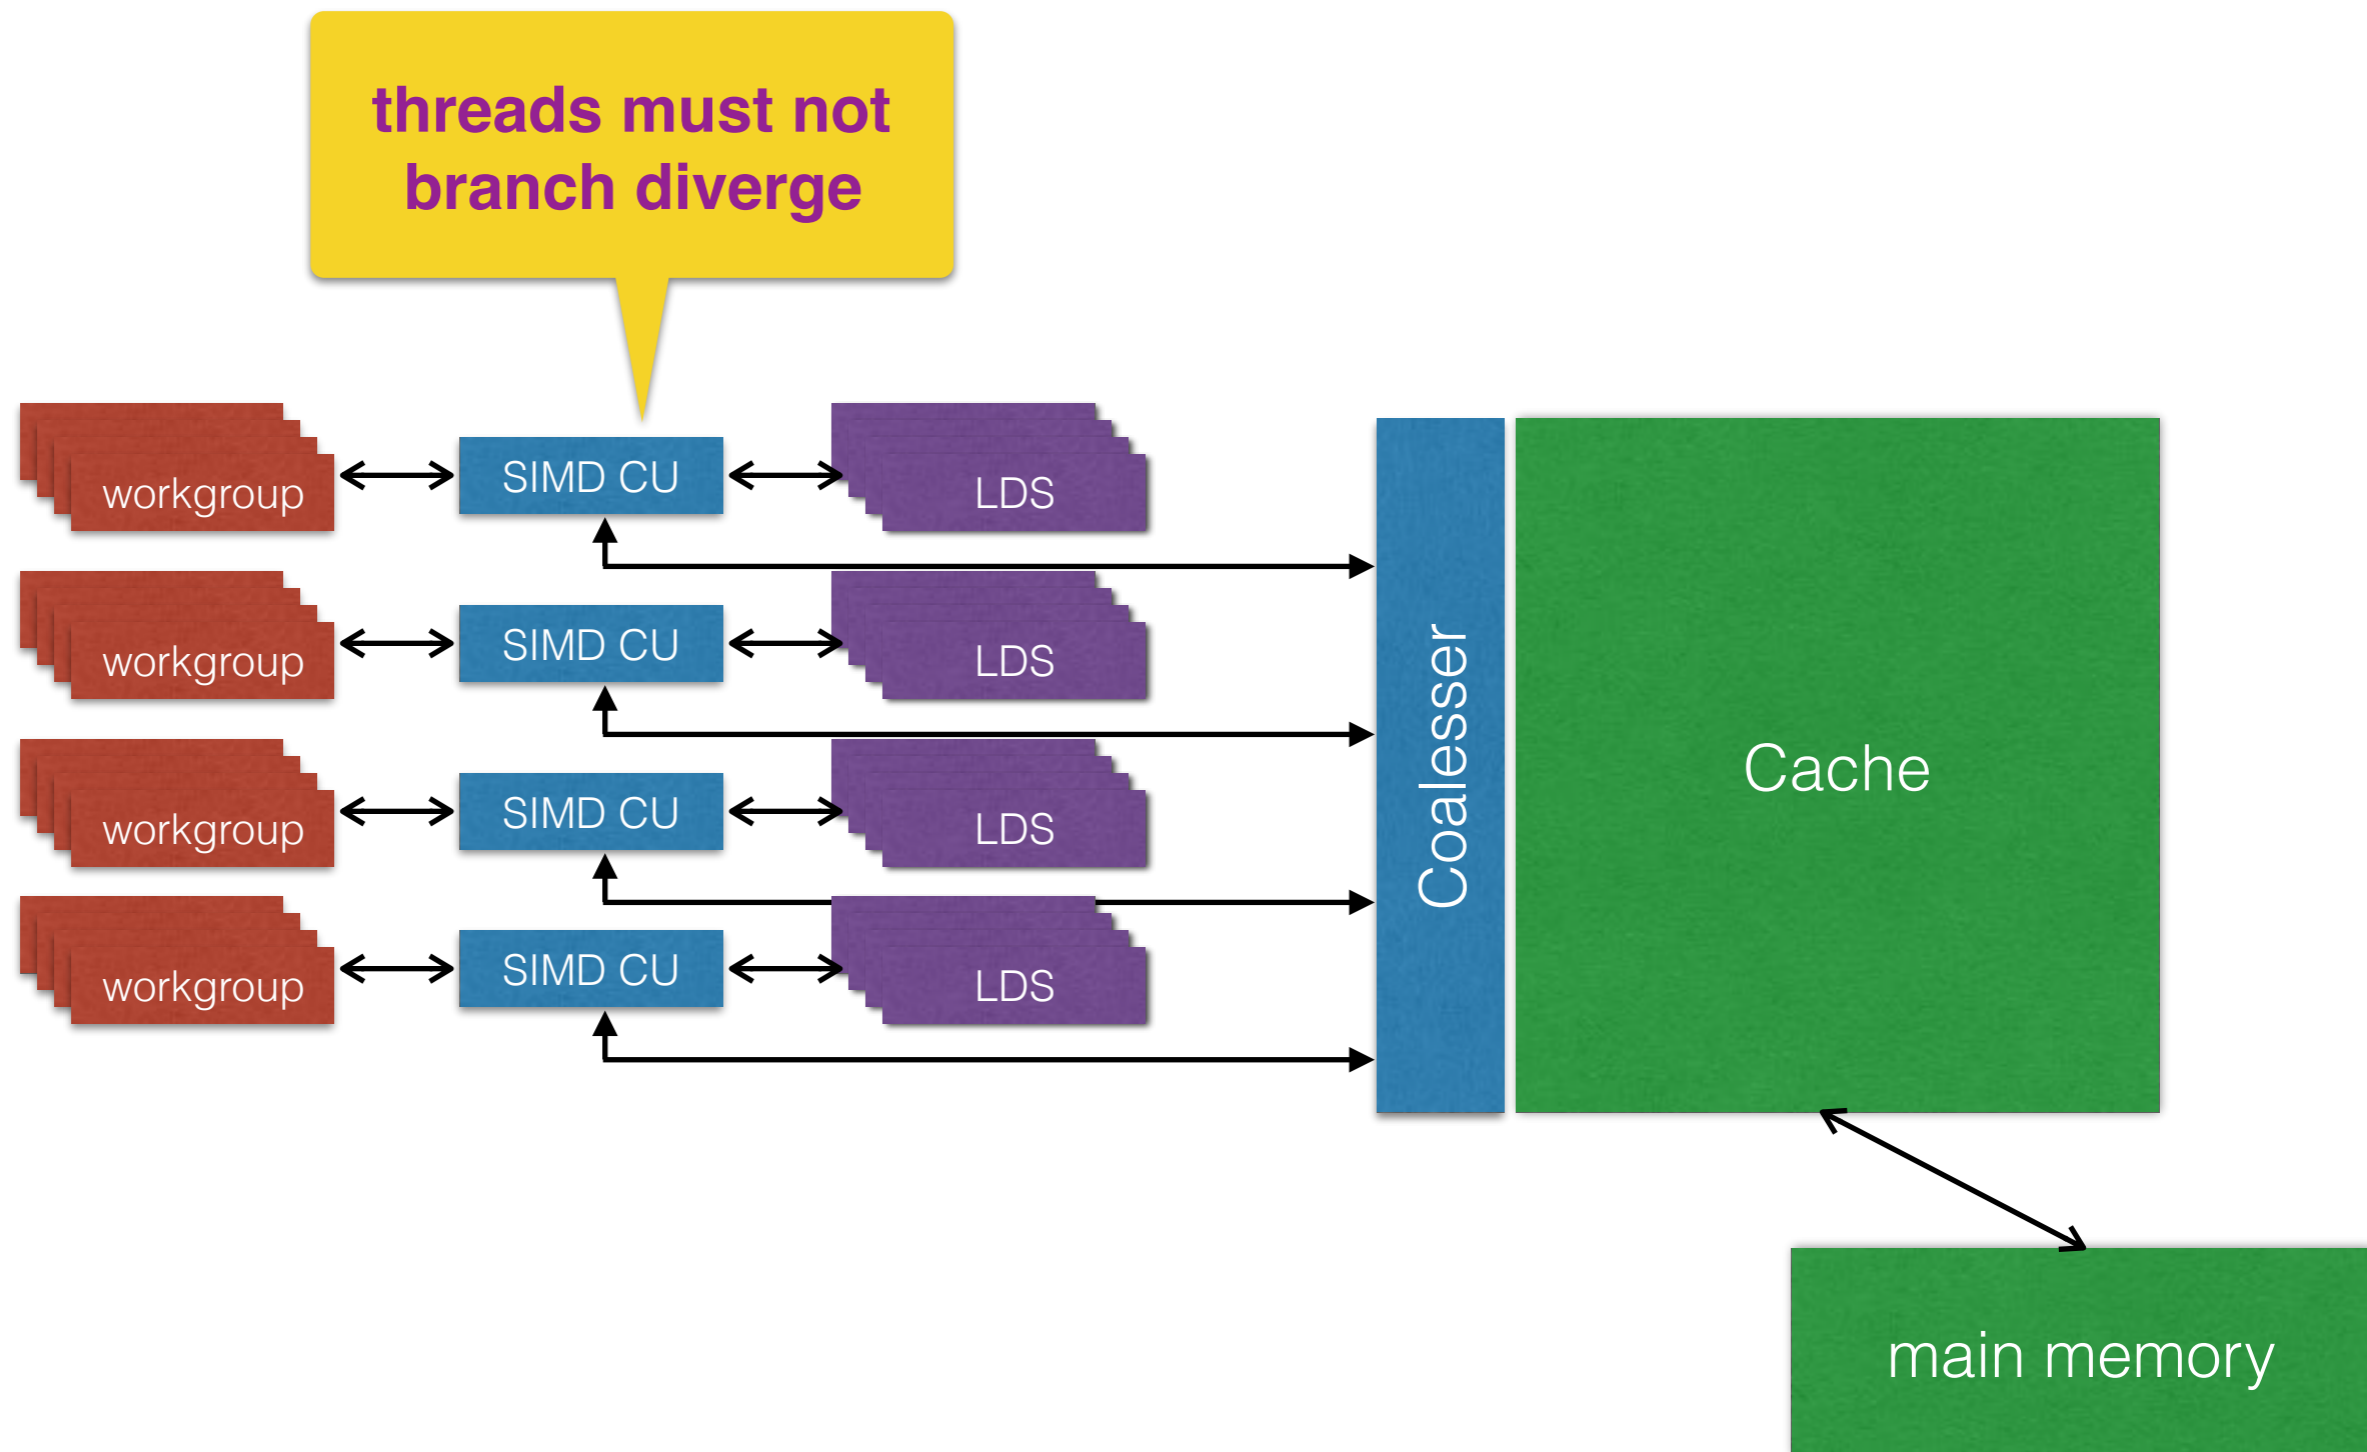 threads must not
branch diverge
workgroup
SIMD CU
LDS
workgroup
SIMD CU
LDS
workgroup
SIMD CU
LDS
workgroup
SIMD CU
LDS
Coalesser
Cache
main memory